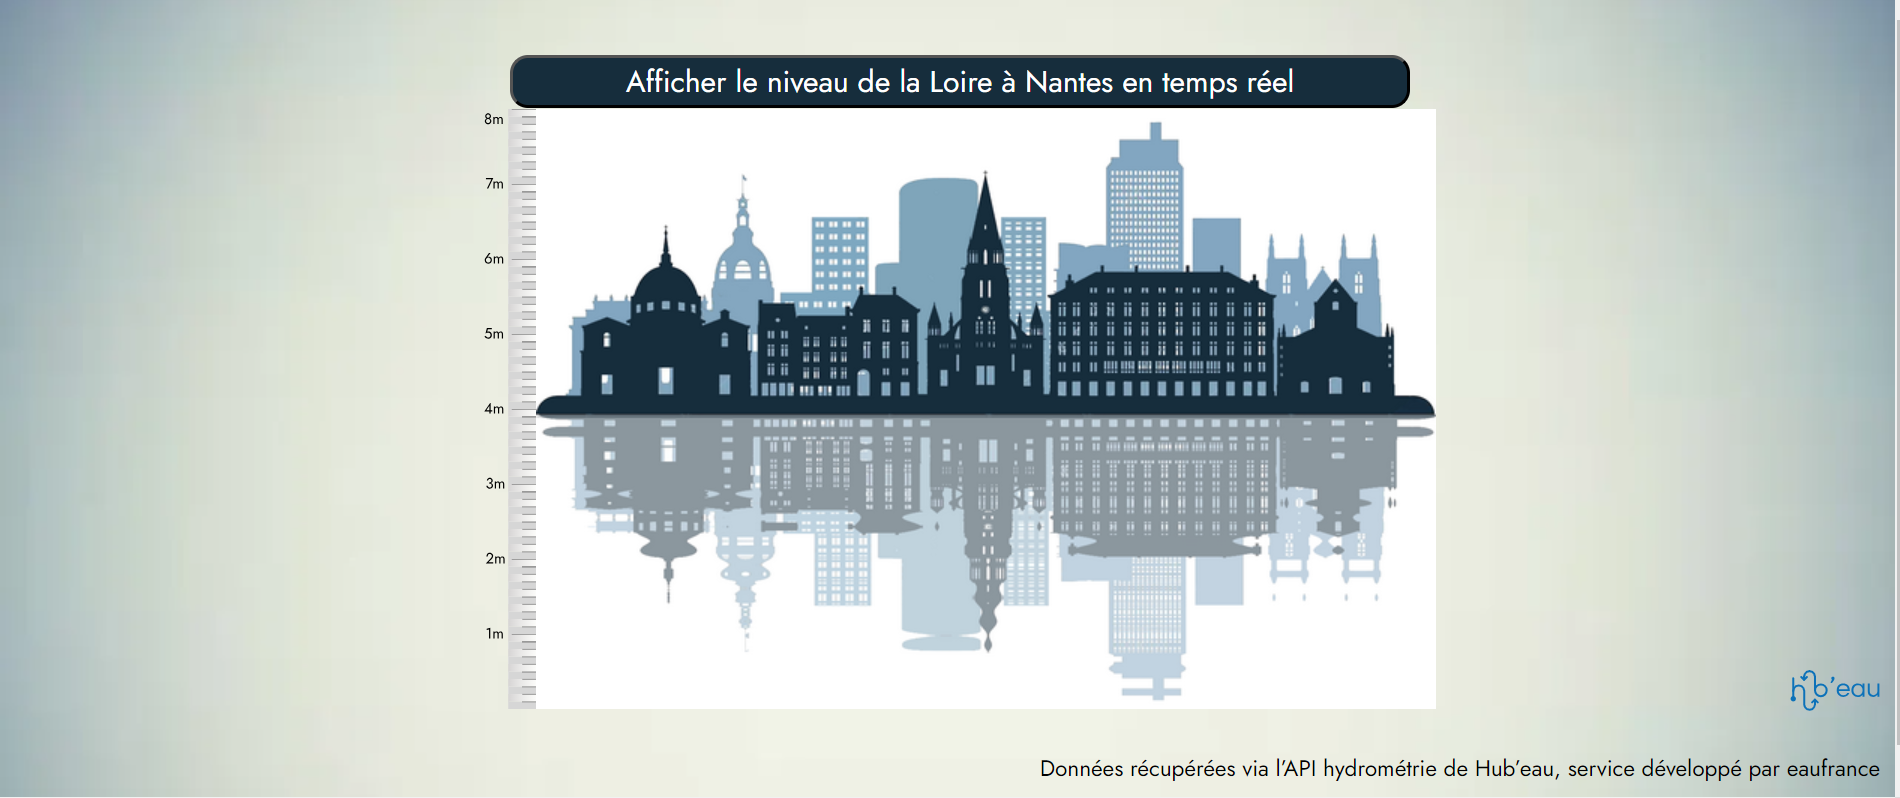 Afficher le niveau de la Loire à Nantes en temps réel
8m
7m
6m
5m
4m
3m
2m
1m
hub'eau
Données récupérées via l'API hydrométrie de Hub'eau, service développé par eaufrance